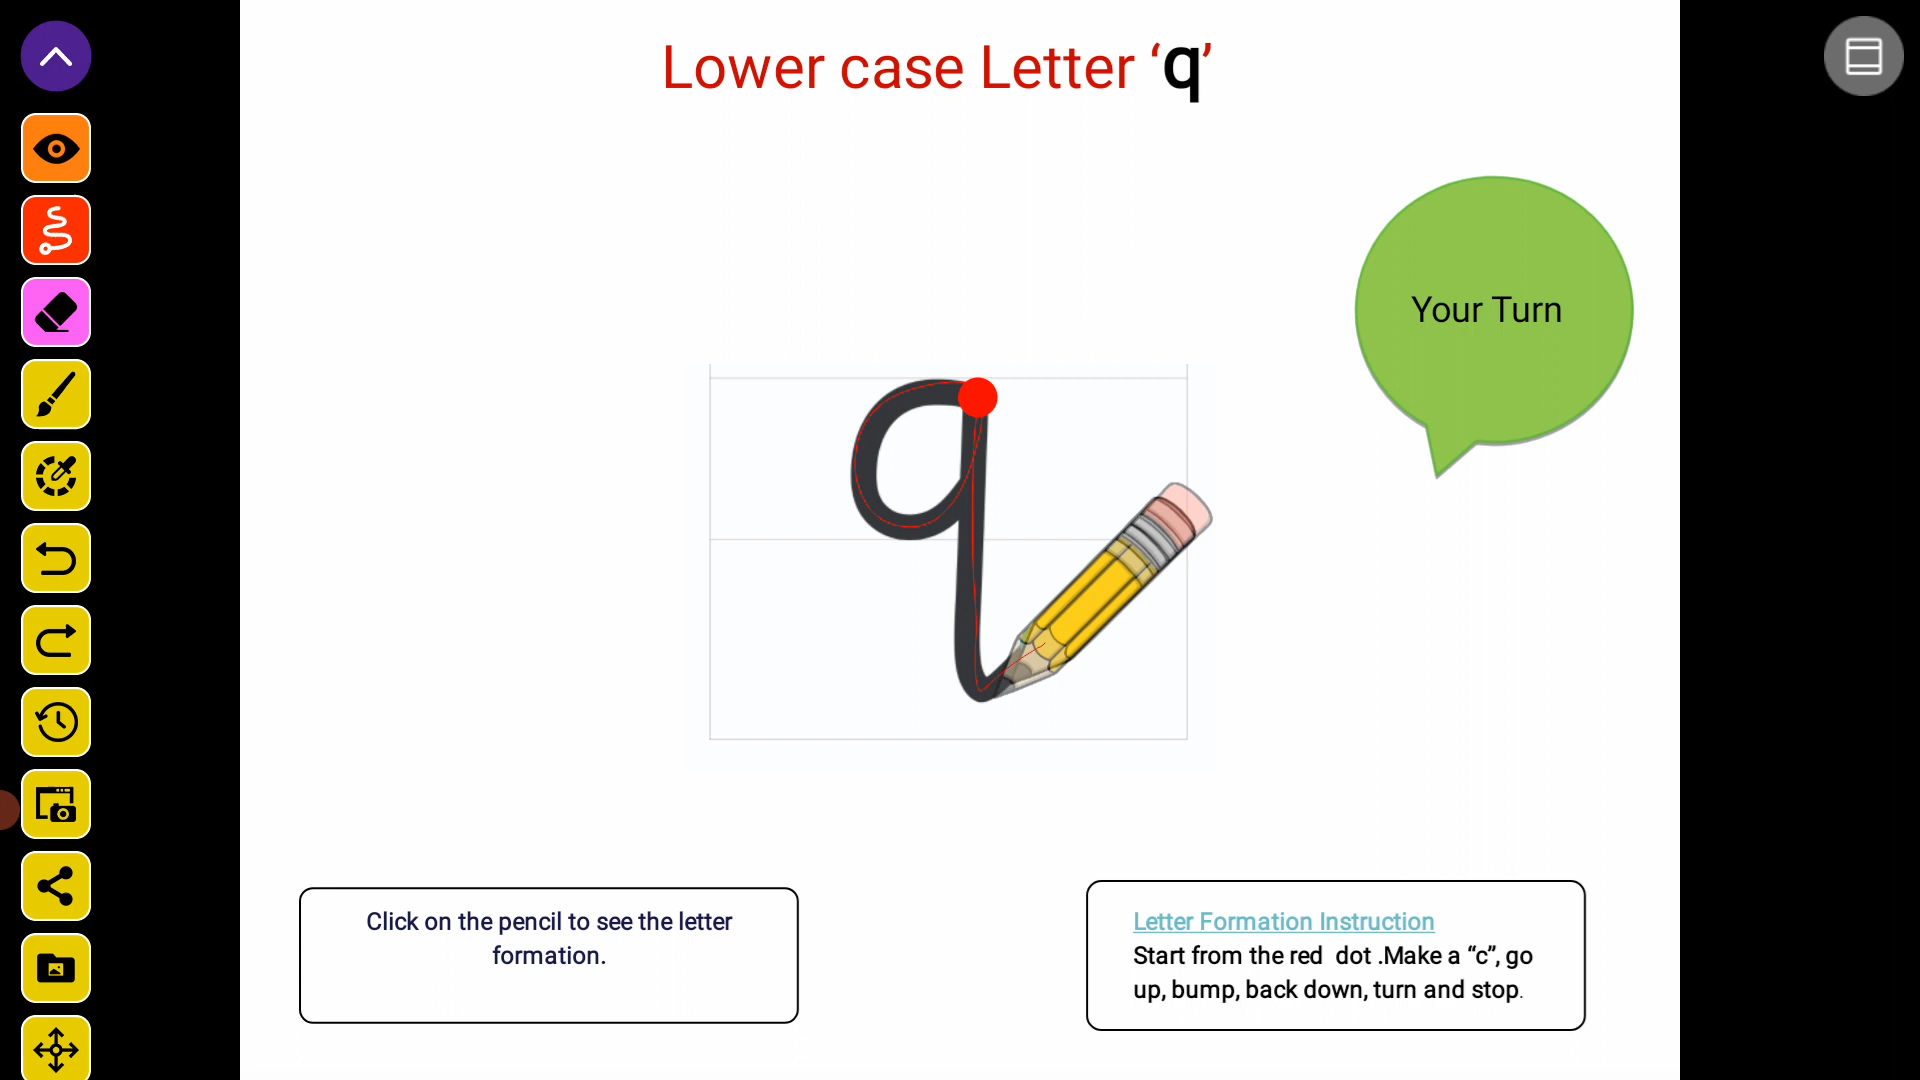 Lower case Letter ‘q’
Your Turn
q
Click on the pencil to see the letter
formation.
Letter Formation Instruction
Start from the red  dot .Make a “c”, go
up, bump, back down, turn and stop.